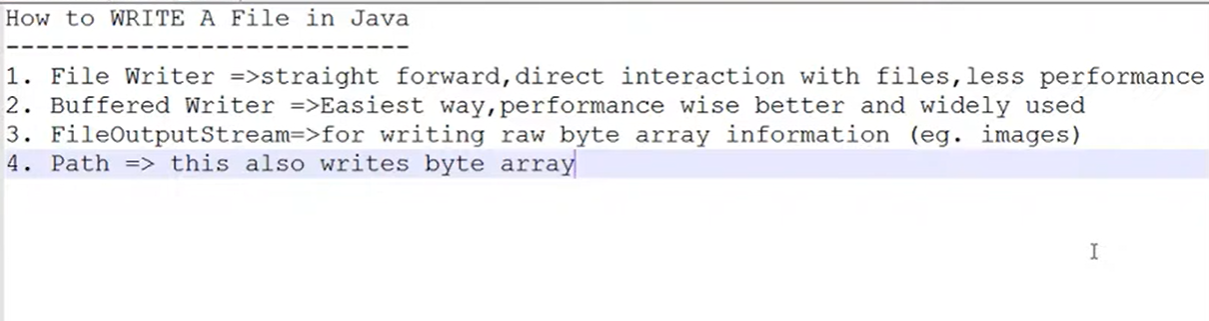 How to WRITE A File in Java
---------------------------
1. File Writer =>straight forward,direct interaction with files,less performance
2. Buffered Writer =>Easiest way,performance wise better and widely used
3. FileOutputStream=>for writing raw byte array information (eg. images)
4. Path => this also writes byte array